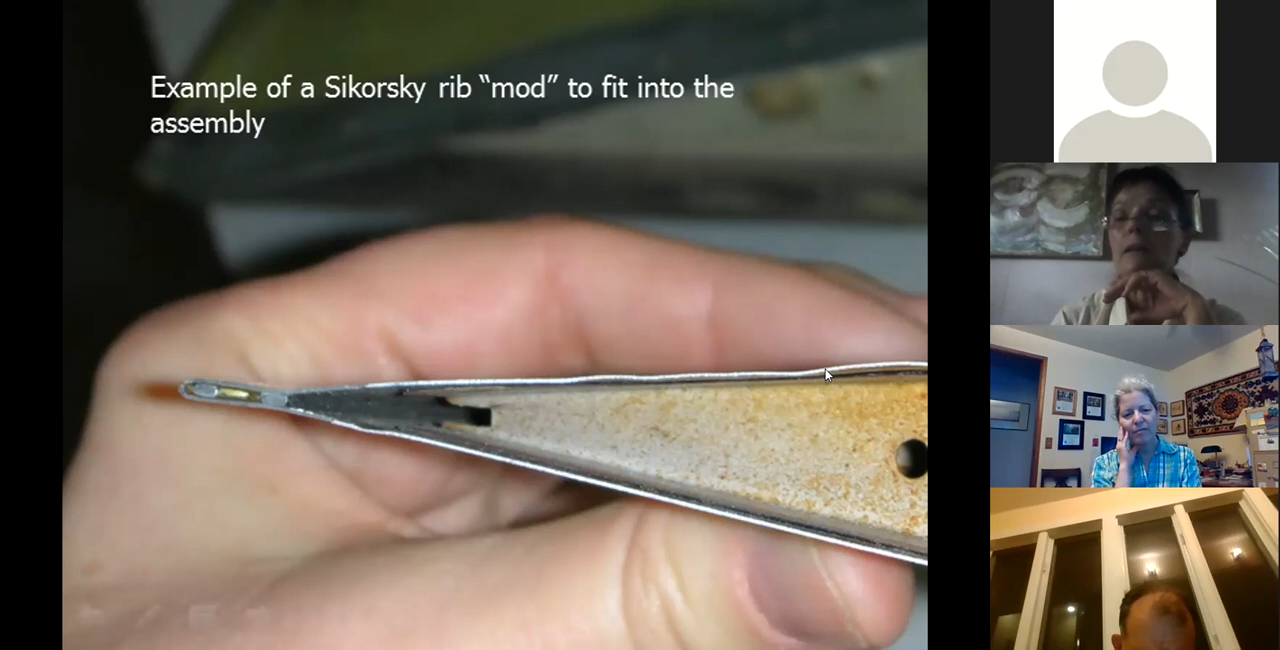 Example of a Sikorsky rib “mod” to fit into the
assembly